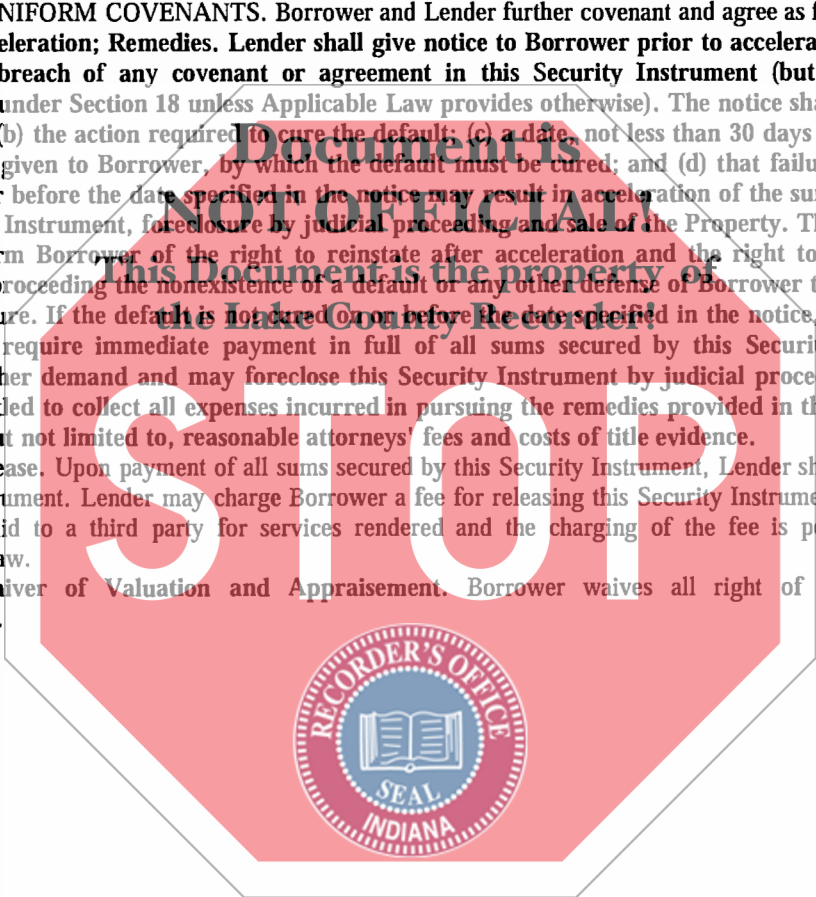 NIFORM COVENANTS. Borrower and Lender further covenant and agree as f
eleration; Remedies. Lender shall give notice to Borrower prior to accelera
breach of any covenant or agreement in this Security Instrument (but
under Section 18 unless Applicable Law provides otherwise). The notice sha
(b) the action required to cure the default; (c) a date, not less than 30 days
given to Borrower, by which the default must be cured; and (d) that failu
r before the date specified in the notice may result in acceleration of the su
Instrument, foreclosure by judicial proceeding and sale of the Property. Th
rm Borrower of the right to reinstate after acceleration and the right to
proceeding the nonexistence of a default or any other defense of Borrower t
ure. If the default is not cured on or before the date specified in the notice,
require immediate payment in full of all sums secured by this Securi
her demand and may foreclose this Security Instrument by judicial proce
led to collect all expenses incurred in pursuing the remedies provided in th
t not limited to, reasonable attorneys' fees and costs of title evidence.
ease. Upon payment of all sums secured by this Security Instrument, Lender sh
ument. Lender may charge Borrower a fee for releasing this Security Instrume
id to a third party for services rendered and the charging of the fee is p
aw.
aiver of Valuation and Appraisement. Borrower waives all right of
.
Document is
NOT OFFICIAL!
This Document is the property of
the Lake County Recorder!
STOP
RECORDER'S OFFICE
SEAL
INDIANA